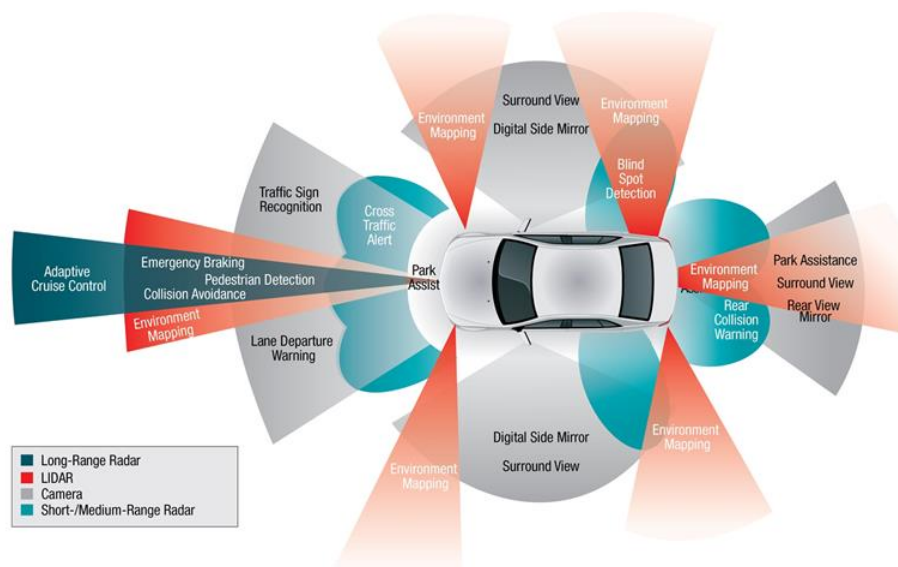 Environment
Mapping
Surround View
Digital Side Mirror
Environment
Mapping
Blind
Spot
Detection
Traffic Sign
Recognition
Cross
Traffic
Alert
Adaptive
Cruise Control
Emergency Braking
Pedestrian Detection
Collision Avoidance
Environment
Mapping
Park
Assist
Lane Departure
Warning
Environment
Mapping
Park Assistance
Surround View
Rear View
Mirror
Rear
Collision
Warning
Digital Side Mirror
Surround View
Environment
Mapping
Environment
Mapping
Long-Range Radar
LIDAR
Camera
Short-/Medium-Range Radar